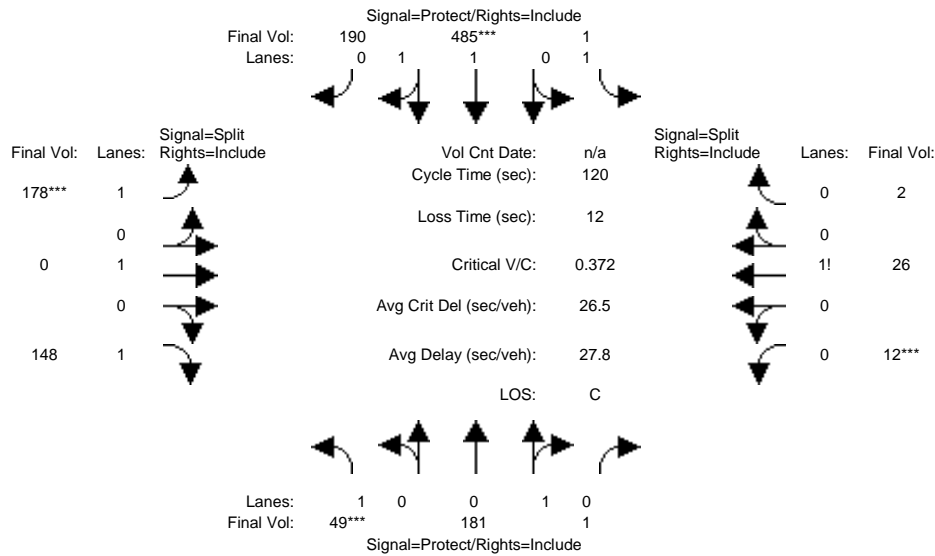 Signal=Protect/Rights=Include
Final Vol: 190 485*** 1
Lanes: 0 1 1 0 1
Signal=Split
Final Vol: Lanes: Rights=Include
Vol Cnt Date: n/a
Signal=Split
Rights=Include Lanes: Final Vol:
Cycle Time (sec): 120
178*** 1
0 2
Loss Time (sec): 12
0
0
0 1
Critical V/C: 0.372
1! 26
0
Avg Crit Del (sec/veh): 26.5
0
148 1
Avg Delay (sec/veh): 27.8
0 12***
LOS: C
Lanes: 1 0 0 1 0
Final Vol: 49*** 181 1
Signal=Protect/Rights=Include